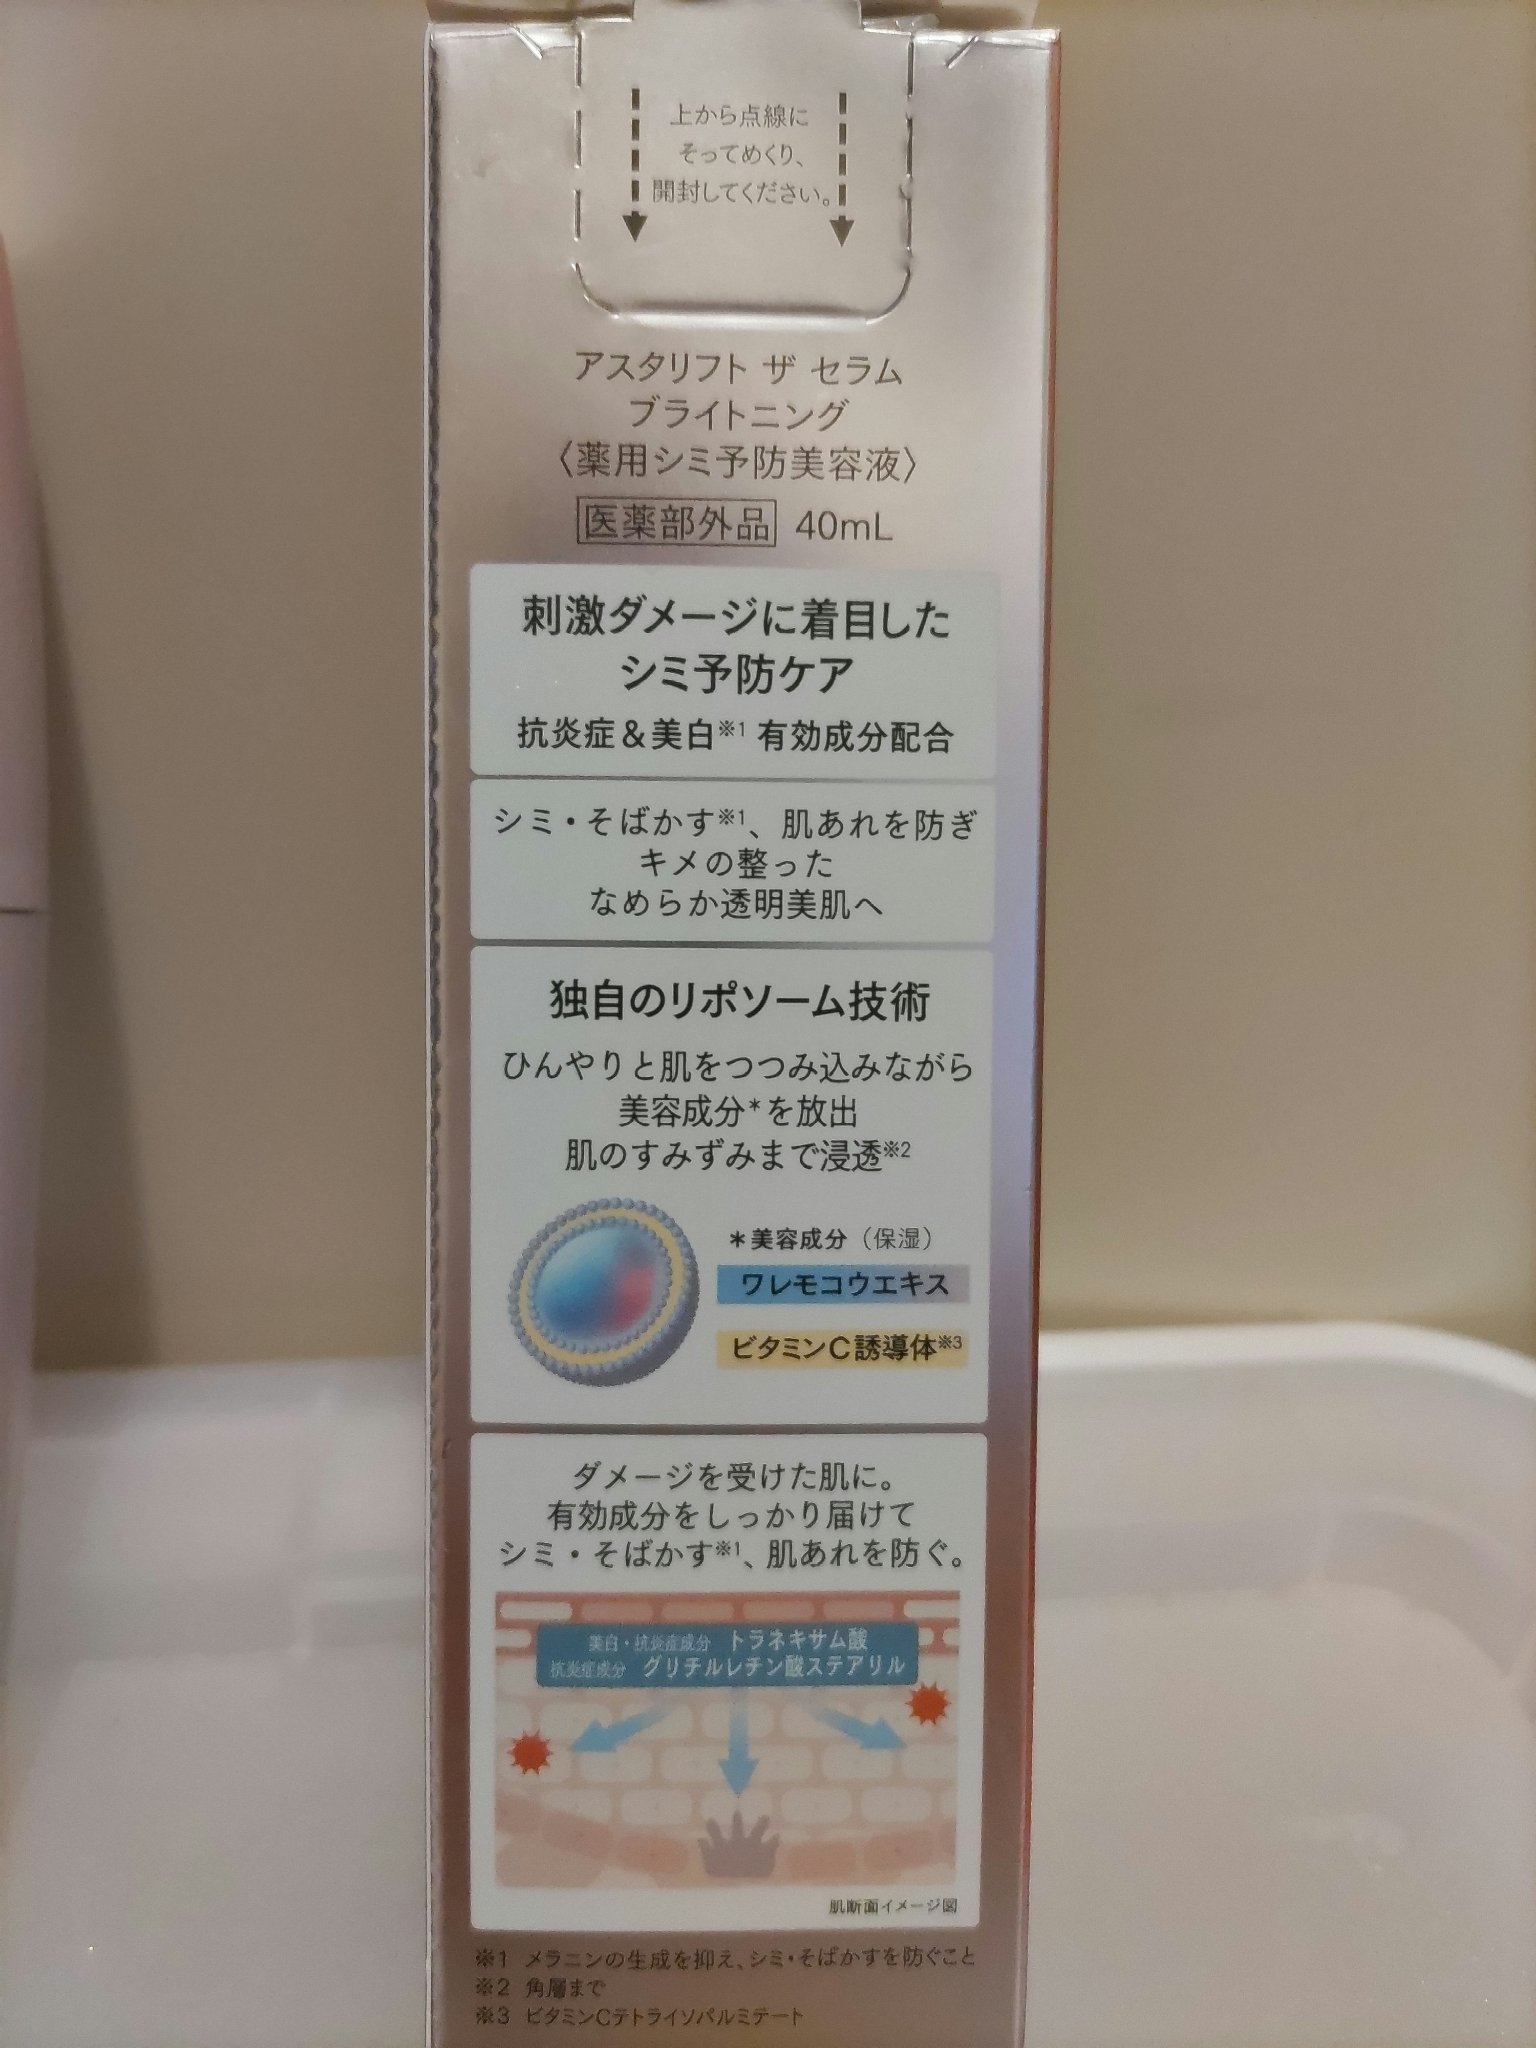 上から点線に
そってめくり、
開封してください。
アスタリフト ザ セラム
ブライトニング
〈薬用シミ予防美容液〉
医薬部外品 40mL
刺激ダメージに着目した
シミ予防ケア
抗炎症＆美白※1 有効成分配合
シミ・そばかす※1、肌あれを防ぎ
キメの整った
なめらか透明美肌へ
独自のリポソーム技術
ひんやりと肌をつつみ込みながら
美容成分*を放出
肌のすみずみまで浸透※2
＊美容成分（保湿）
ワレモコウエキス
ビタミンC誘導体※3
ダメージを受けた肌に。
有効成分をしっかり届けて
シミ・そばかす※1、肌あれを防ぐ。
美白・抗炎症成分 トラネキサム酸
抗炎症成分 グリチルレチン酸ステアリル
肌断面イメージ図
※1 メラニンの生成を抑え、シミ・そばかすを防ぐこと
※2 角層まで
※3 ビタミンCテトライソパルミテート